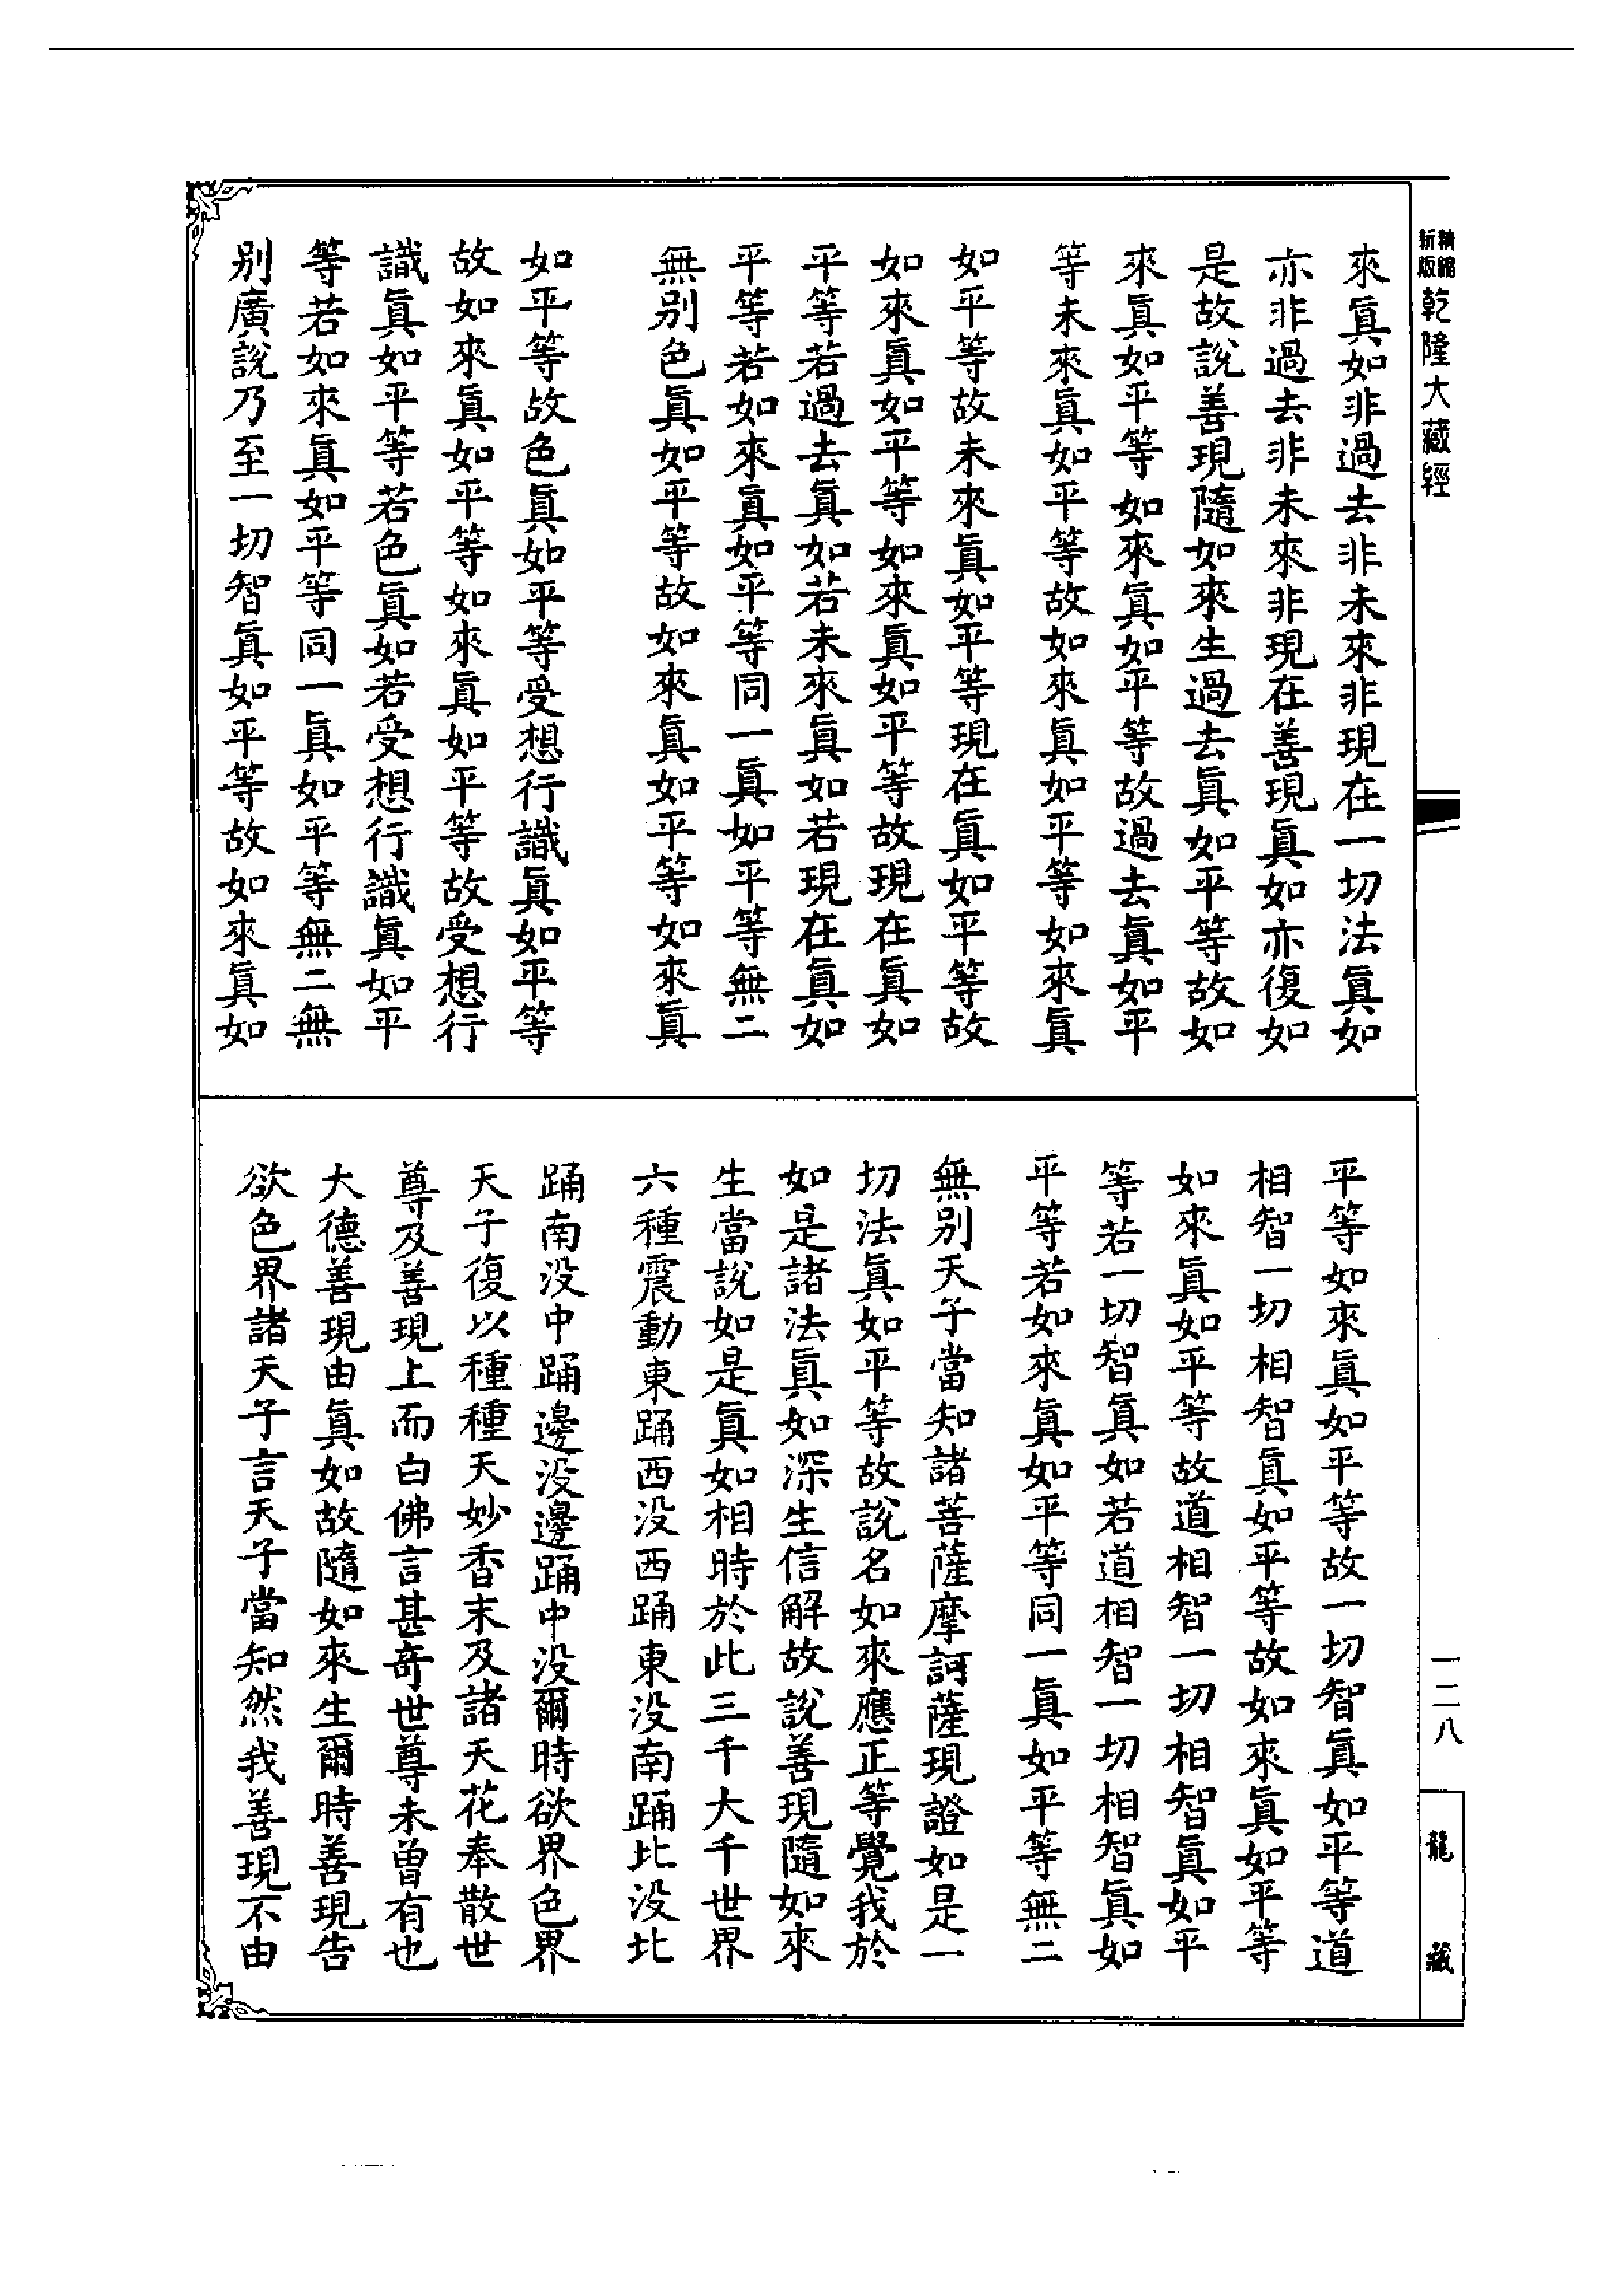 精錦
新版
乾隆大藏經
來眞如非過去非未來非現在一切法眞如
亦非過去非未來非現在善現眞如亦復如
是故說善現隨如來生過去眞如平等故如
來眞如平等如來眞如平等故過去眞如平
等未來眞如平等故如來眞如平等如來眞
如平等故未來眞如平等現在眞如平等故
如來眞如平等如來眞如平等故現在眞如
平等若過去眞如若未來眞如若現在眞如
平等若如來眞如平等同一眞如平等無二
無别色眞如平等故如來眞如平等如來眞
如平等故色眞如平等受想行識眞如平等
故如來眞如平等如來眞如平等故受想行
識眞如平等若色眞如若受想行識眞如平
等若如來眞如平等同一眞如平等無二無
别廣說乃至一切智眞如平等故如來眞如
平等如來眞如平等故一切智眞如平等道
相智一切相智眞如平等故如來眞如平等
如來眞如平等故道相智一切相智眞如平
等若一切智眞如若道相智一切相智眞如
平等若如來眞如平等同一眞如平等無二
無别天子當知諸菩薩摩訶薩現證如是一
切法眞如平等故說名如來應正等覺我於
如是諸法眞如深生信解故說善現隨如來
生當說如是眞如相時於此三千大千世界
六種震動東踊西没西踊東没南踊北没北
踊南没中踊邊没邊踊中没爾時欲界色界
天子復以種種天妙香末及諸天花奉散世
尊及善現上而白佛言甚奇世尊未曾有也
大德善現由眞如故隨如來生爾時善現告
欲色界諸天子言天子當知然我善現不由
一二八
龍藏